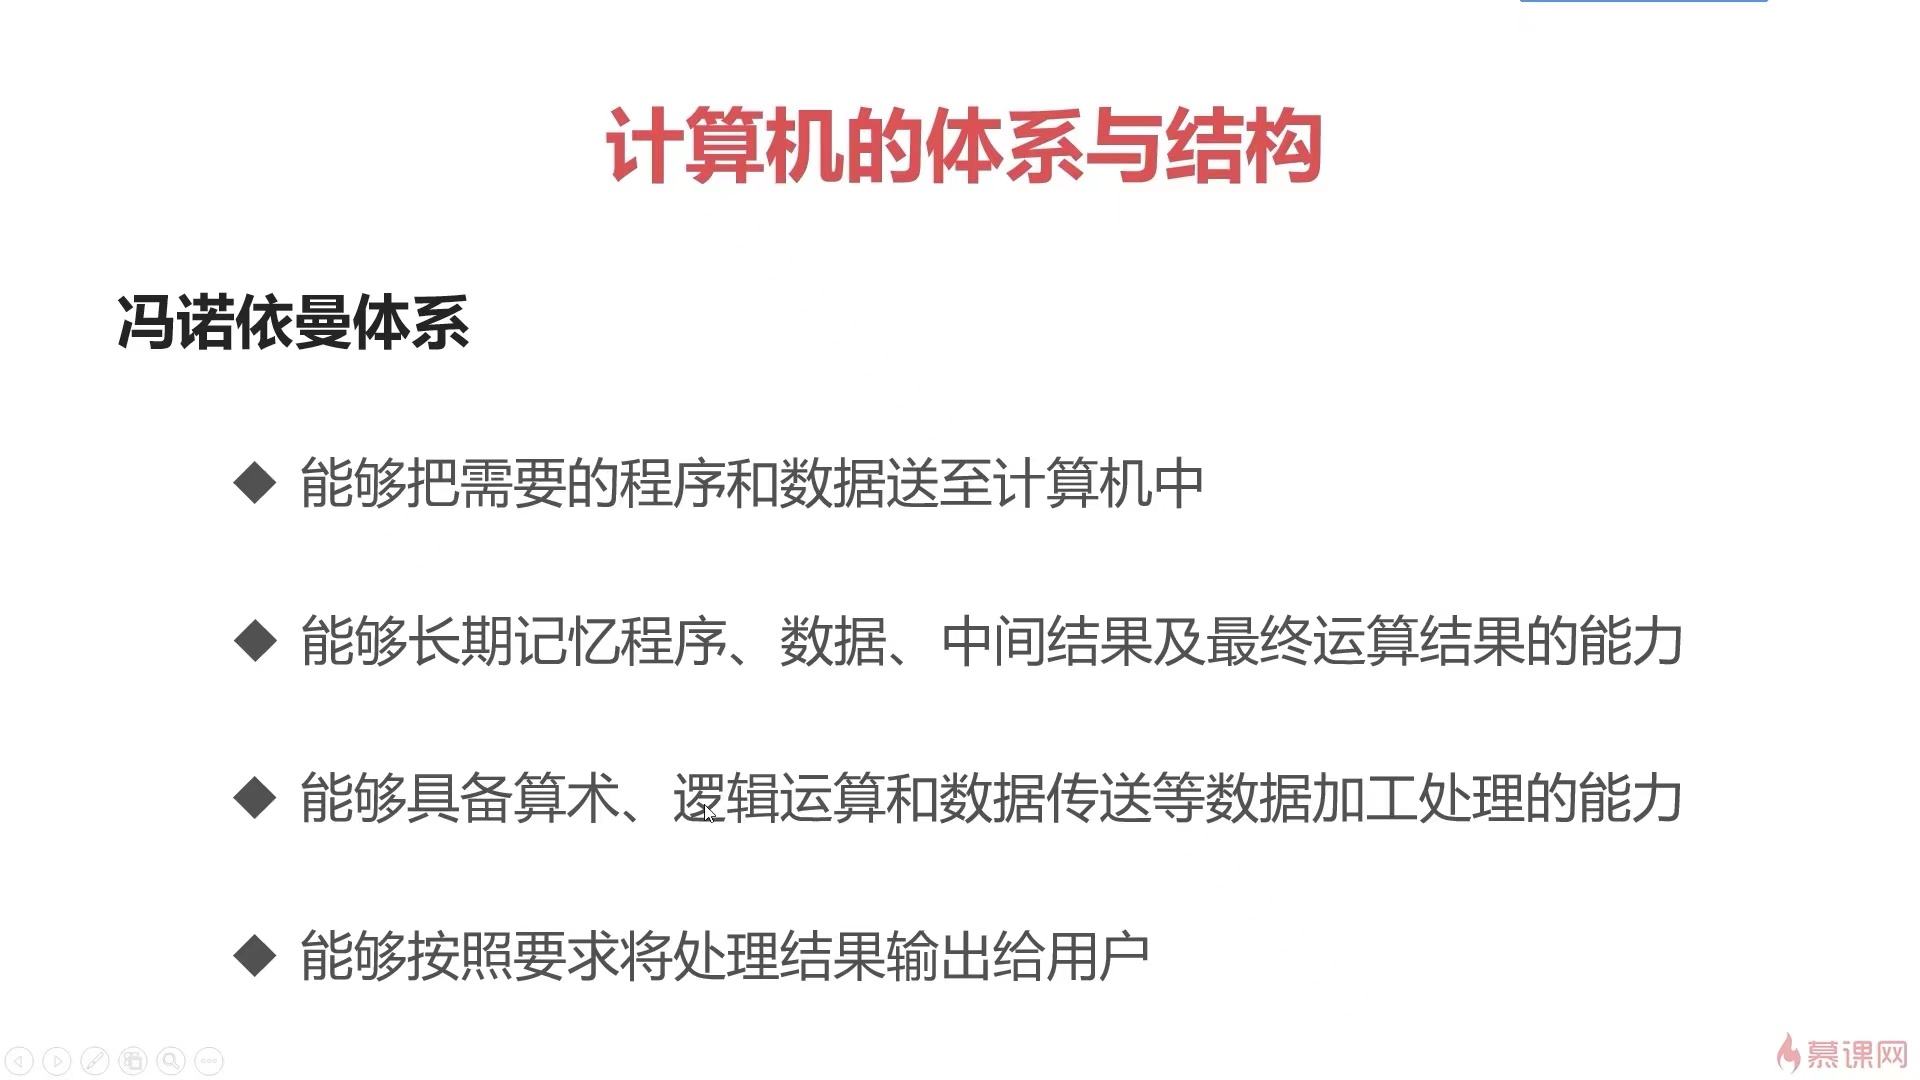 计算机的体系与结构
冯诺依曼体系
能够把需要的程序和数据送至计算机中
能够长期记忆程序、数据、中间结果及最终运算结果的能力
能够具备算术、逻辑运算和数据传送等数据加工处理的能力
能够按照要求将处理结果输出给用户
慕课网